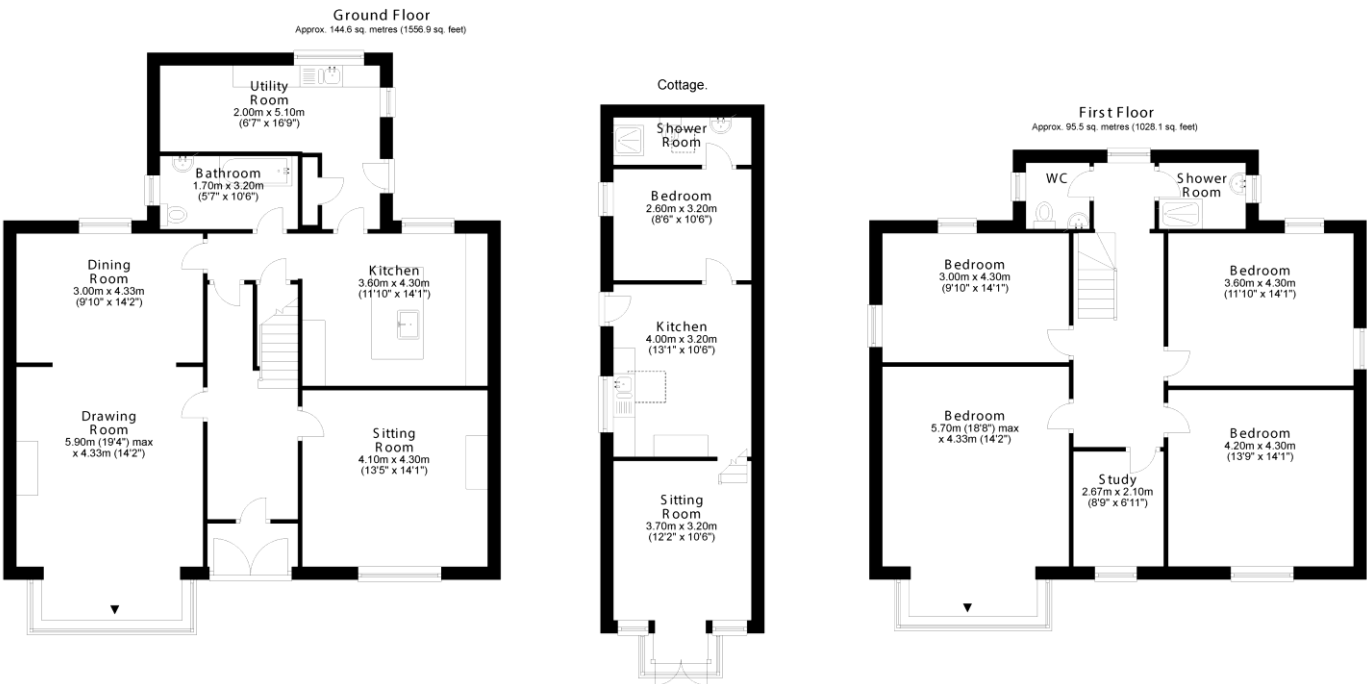 Ground Floor
Approx. 144.6 sq. metres (1556.9 sq. feet)
Utility
Room
2.00m x 5.10m
(6'7" x 16'9")
Bathroom
1.70m x 3.20m
(5'7" x 10'6")
Dining
Room
3.00m x 4.33m
(9'10" x 14'2")
Kitchen
3.60m x 4.30m
(11'10" x 14'1")
Drawing
Room
5.90m (19'4") max
x 4.33m (14'2")
Sitting
Room
4.10m x 4.30m
(13'5" x 14'1")
Cottage.
Shower
Room
Bedroom
2.60m x 3.20m
(8'6" x 10'6")
Kitchen
4.00m x 3.20m
(13'1" x 10'6")
Sitting
Room
3.70m x 3.20m
(12'2" x 10'6")
First Floor
Approx. 95.5 sq. metres (1028.1 sq. feet)
WC
Shower
Room
Bedroom
3.00m x 4.30m
(9'10" x 14'1")
Bedroom
3.60m x 4.30m
(11'10" x 14'1")
Bedroom
5.70m (18'8") max
x 4.33m (14'2")
Bedroom
4.20m x 4.30m
(13'9" x 14'1")
Study
2.67m x 2.10m
(8'9" x 6'11")